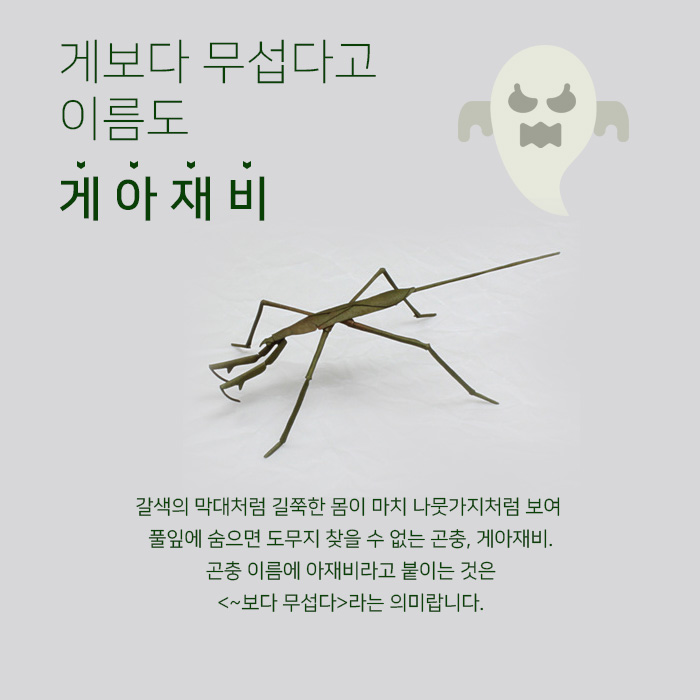 게보다 무섭다고
이름도
게아재비
갈색의 막대처럼 길쭉한 몸이 마치 나뭇가지처럼 보여
풀잎에 숨으면 도무지 찾을 수 없는 곤충, 게아재비.
곤충 이름에 아재비라고 붙이는 것은
<~보다 무섭다>라는 의미랍니다.